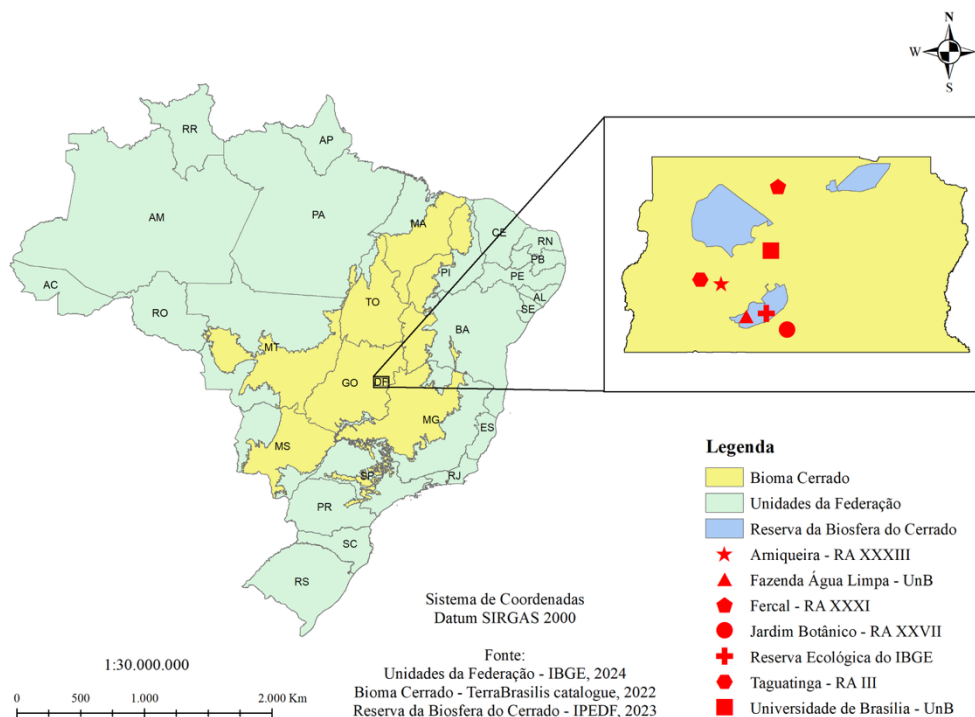 N
W
E
S
RR
AP
AM
PA
MA
CE
RN
PB
PI
PE
AC
AL
TO
SE
RO
BA
MT
GO
DF
MG
ES
MS
SP
RJ
PR
SC
RS
Legenda
Bioma Cerrado
Unidades da Federação
Reserva da Biosfera do Cerrado
Arniqueira - RA XXXIII
Fazenda Água Limpa - UnB
Fercal - RA XXXI
Jardim Botânico - RA XXVII
Reserva Ecológica do IBGE
Taguatinga - RA III
Universidade de Brasília - UnB
Sistema de Coordenadas
Datum SIRGAS 2000
Fonte:
Unidades da Federação - IBGE, 2024
Bioma Cerrado - TerraBrasilis catalogue, 2022
Reserva da Biosfera do Cerrado - IPEDF, 2023
1:30.000.000
0 500 1.000 2.000 Km